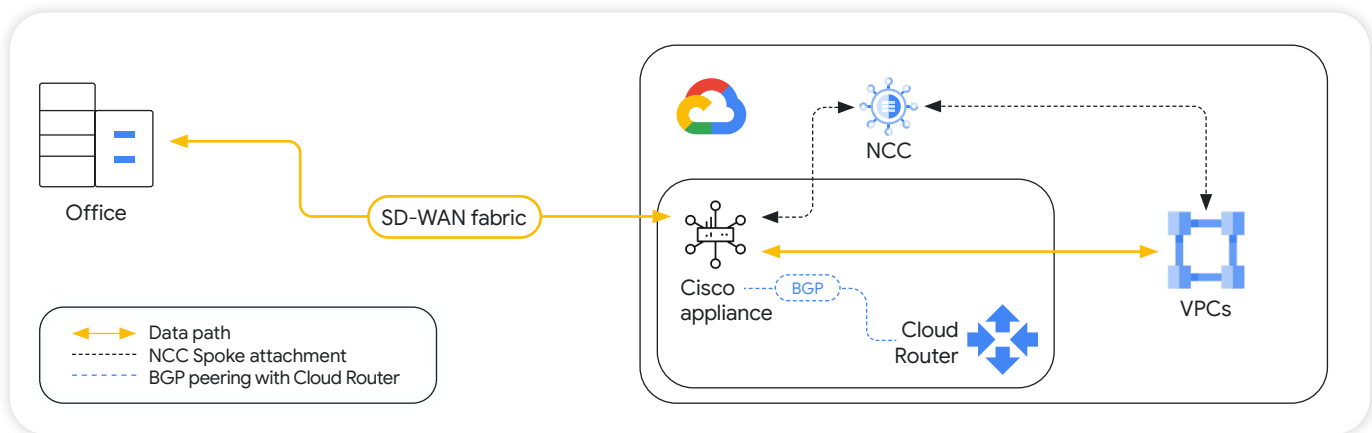 Office
SD-WAN fabric
NCC
Cisco
appliance
BGP
Cloud
Router
VPCs
Data path
NCC Spoke attachment
BGP peering with Cloud Router